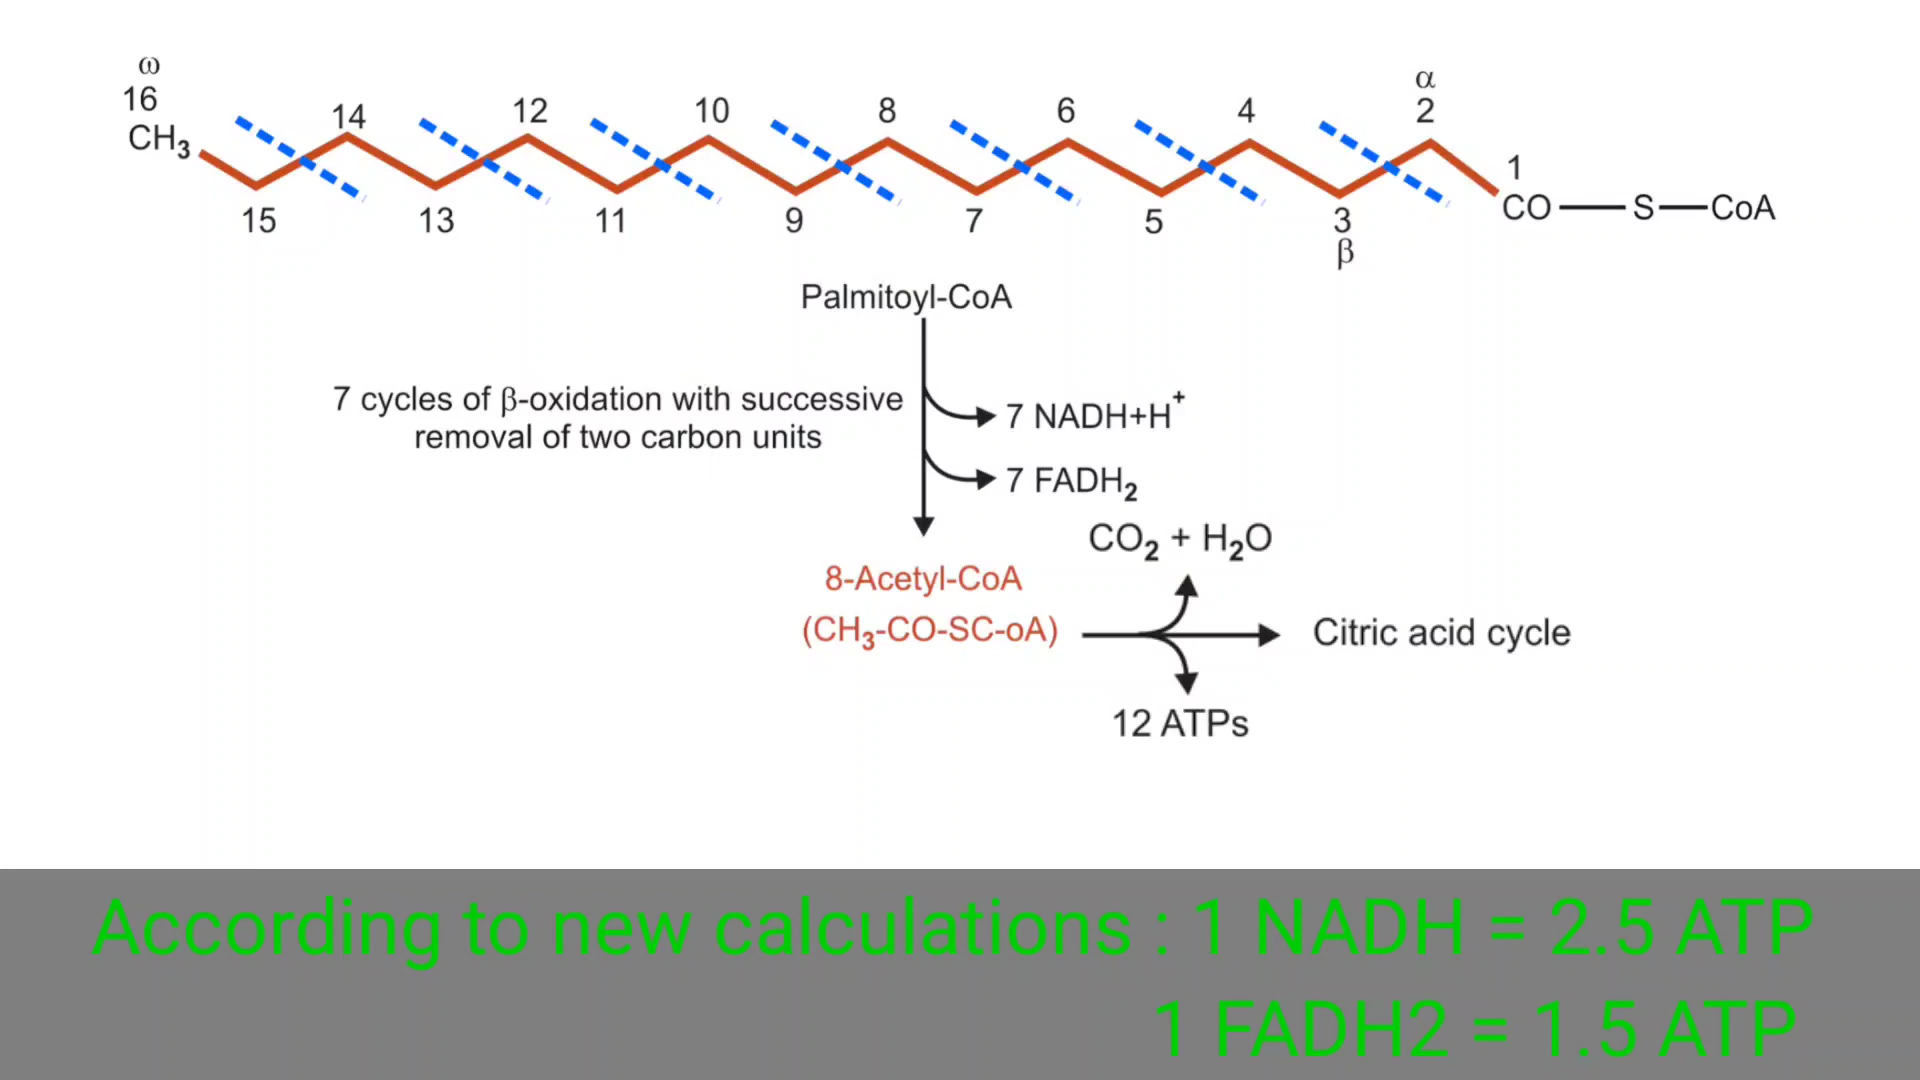 ω
16
CH₃
15
14
13
12
11
10
9
8
7
6
5
4
3
β
α
2
1
CO — S — CoA
Palmitoyl-CoA
7 cycles of β-oxidation with successive
removal of two carbon units
7 NADH+H⁺
7 FADH₂
CO₂ + H₂O
8-Acetyl-CoA
(CH₃-CO-SC-oA)
Citric acid cycle
12 ATPs
According to new calculations : 1 NADH = 2.5 ATP
1 FADH2 = 1.5 ATP